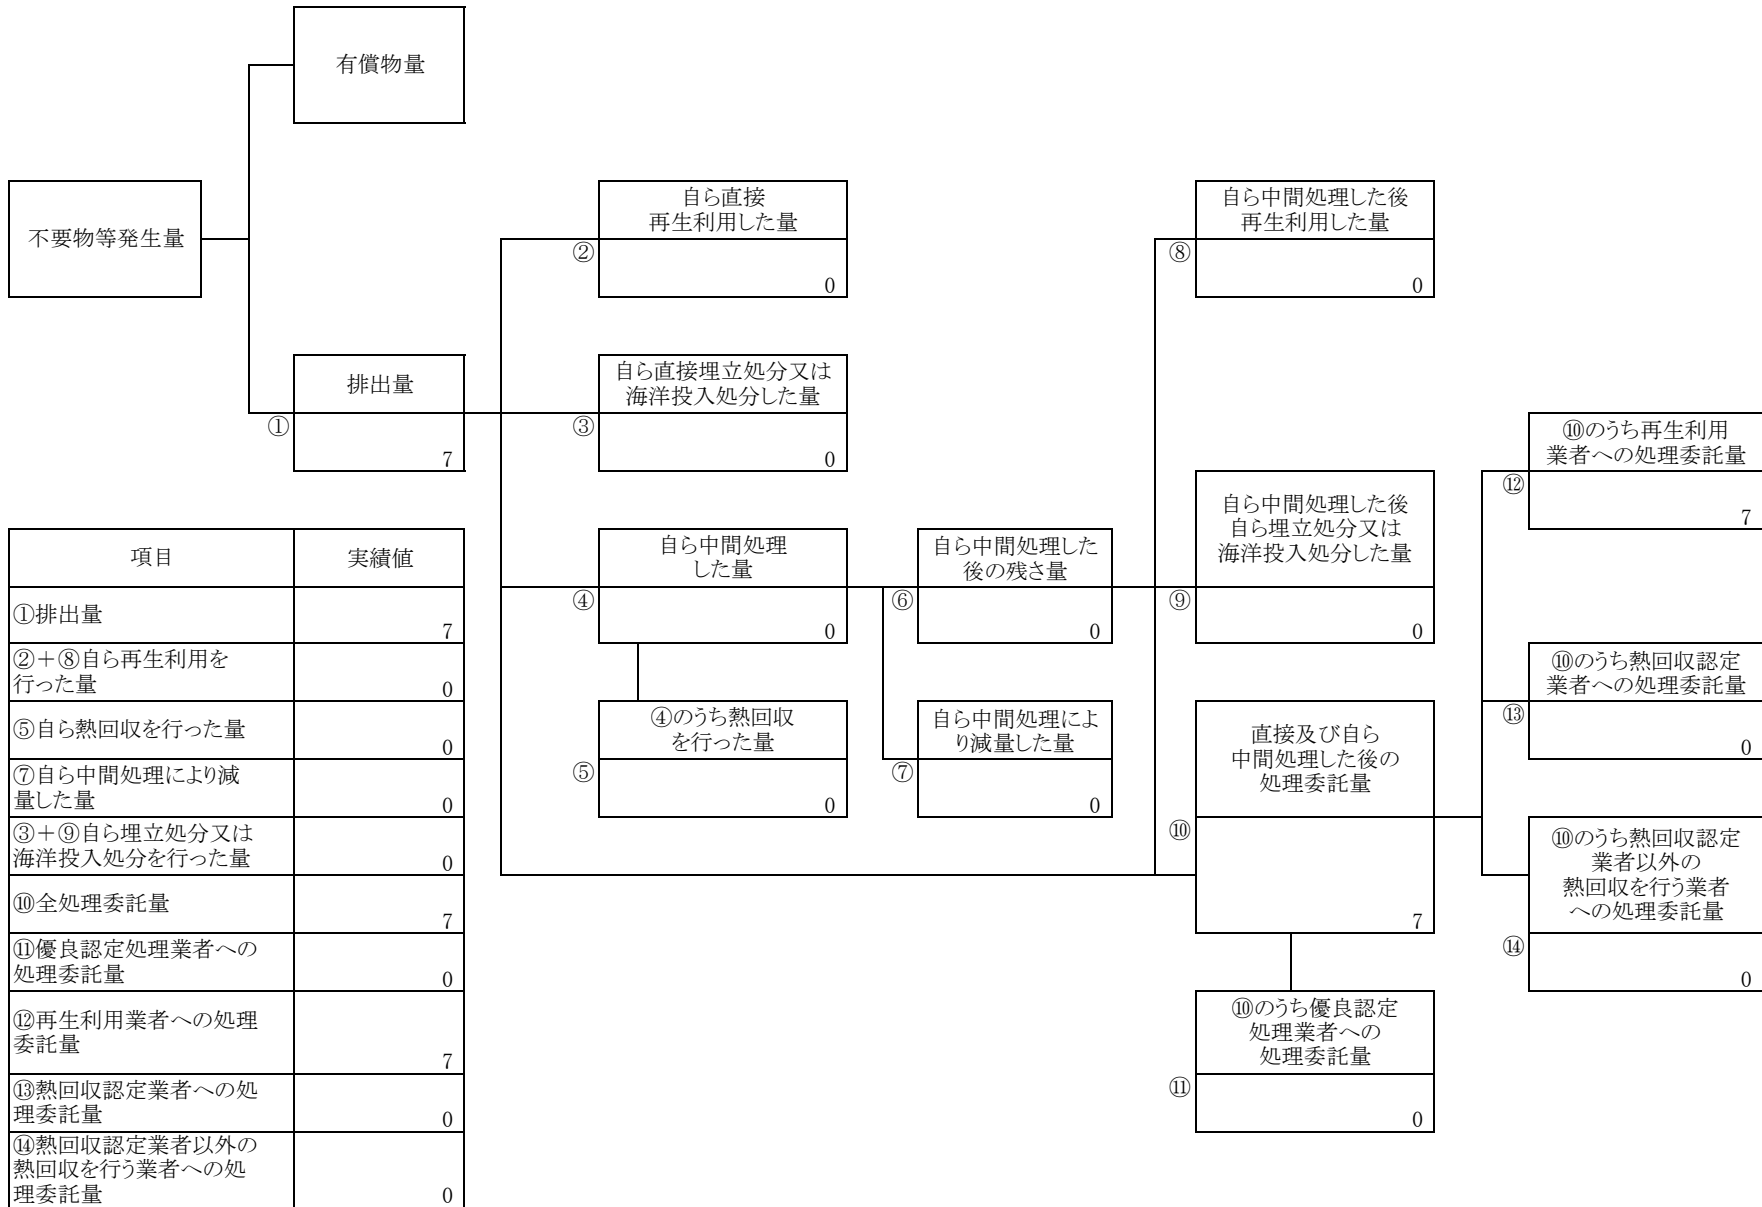 有償物量
不要物等発生量
排出量
①
7
自ら直接
再生利用した量
②
0
自ら直接埋立処分又は
海洋投入処分した量
③
0
自ら中間処理
した量
④
0
④のうち熱回収
を行った量
⑤
0
自ら中間処理した
後の残さ量
⑥
0
自ら中間処理によ
り減量した量
⑦
0
自ら中間処理した後
再生利用した量
⑧
0
自ら中間処理した後
自ら埋立処分又は
海洋投入処分した量
⑨
0
直接及び自ら
中間処理した後の
処理委託量
⑩
7
⑩のうち優良認定
処理業者への
処理委託量
⑪
0
⑩のうち再生利用
業者への処理委託量
⑫
7
⑩のうち熱回収認定
業者への処理委託量
⑬
0
⑩のうち熱回収認定
業者以外の
熱回収を行う業者
への処理委託量
⑭
0
項目 実績値
①排出量
7
②+⑧自ら再生利用を
行った量
0
⑤自ら熱回収を行った量
0
⑦自ら中間処理により減
量した量
0
③+⑨自ら埋立処分又は
海洋投入処分を行った量
0
⑩全処理委託量
7
⑪優良認定処理業者への
処理委託量
0
⑫再生利用業者への処理
委託量
7
⑬熱回収認定業者への処
理委託量
0
⑭熱回収認定業者以外の
熱回収を行う業者への処
理委託量
0